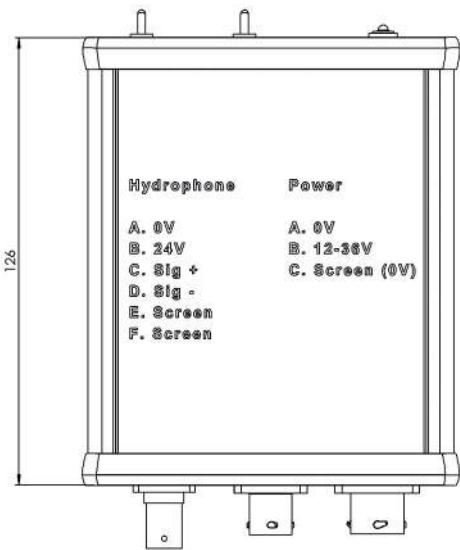 126
Hydrophone
A. 0V
B. 24V
C. Sig +
D. Sig -
E. Screen
F. Screen
Power
A. 0V
B. 12-36V
C. Screen (0V)